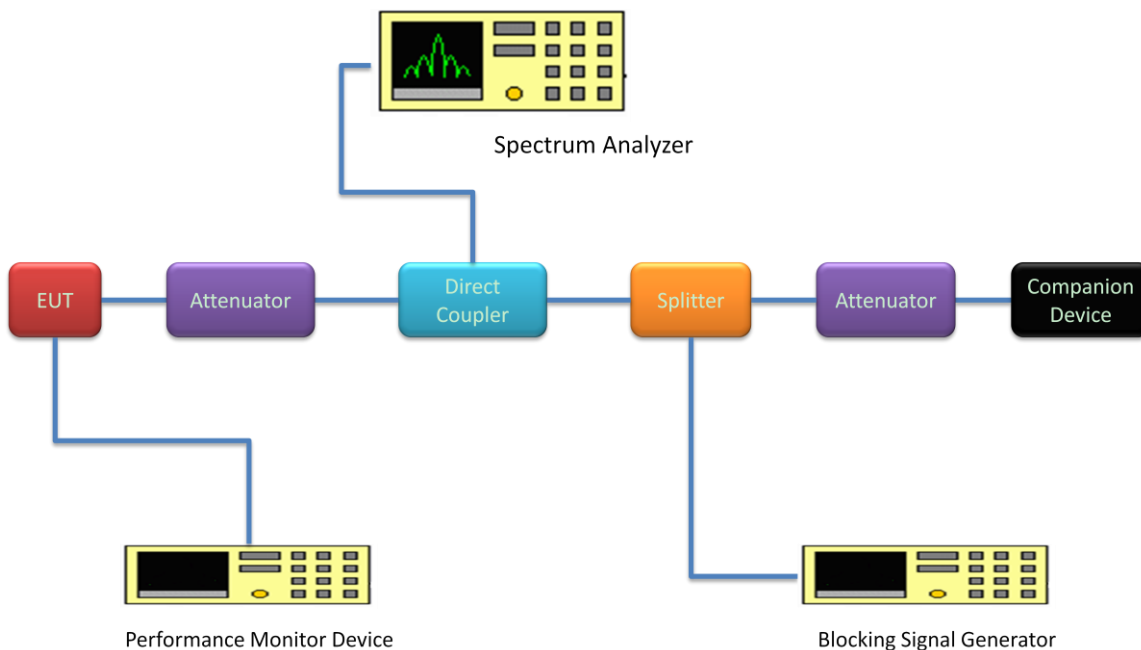 Spectrum Analyzer
EUT
Attenuator
Direct
Coupler
Splitter
Attenuator
Companion
Device
Performance Monitor Device
Blocking Signal Generator